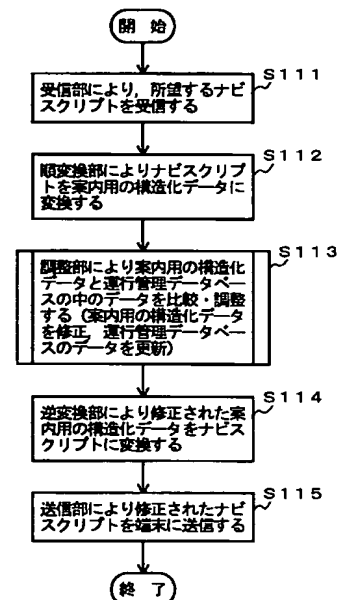 開 始
S111
受信部により，所望するナビ
スクリプトを受信する
S112
順変換部によりナビスクリプ
トを案内用の構造化データに
変換する
S113
調整部により案内用の構造化
データと運行管理データベー
スの中のデータを比較・調整
する（案内用の構造化データ
を修正，運行管理データベー
スのデータを更新）
S114
逆変換部により修正された案
内用の構造化データをナビス
クリプトに変換する
S115
送信部により修正されたナビ
スクリプトを端末に送信する
終 了